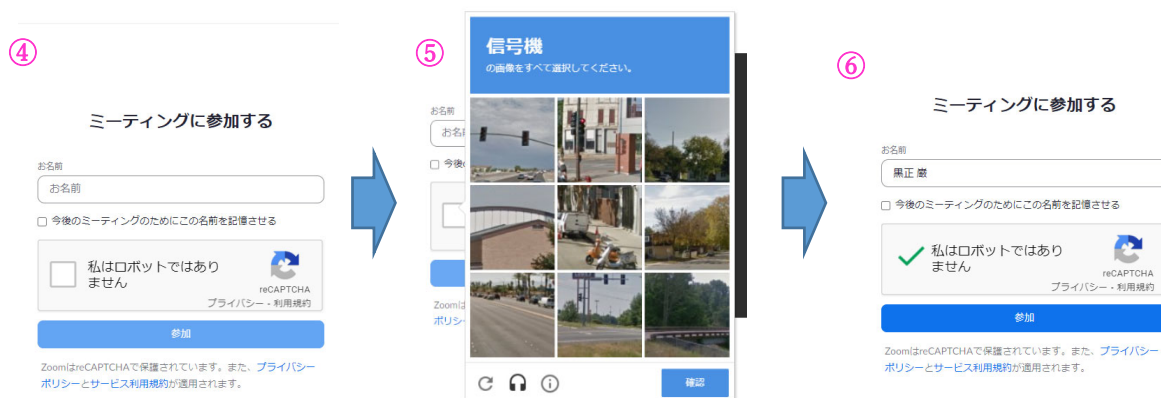 ④
ミーティングに参加する
お名前
お名前
今後のミーティングのためにこの名前を記憶させる
私はロボットではあり
ません
reCAPTCHA
プライバシー - 利用規約
参加
ZoomはreCAPTCHAで保護されています。また、プライバシー
ポリシーとサービス利用規約が適用されます。
⑤
信号機
の画像をすべて選択してください。
お名前
お名
今後
Zoom
ポリシー
確認
⑥
ミーティングに参加する
お名前
黒正 巌
今後のミーティングのためにこの名前を記憶させる
私はロボットではあり
ません
reCAPTCHA
プライバシー - 利用規約
参加
ZoomはreCAPTCHAで保護されています。また、プライバシー
ポリシーとサービス利用規約が適用されます。